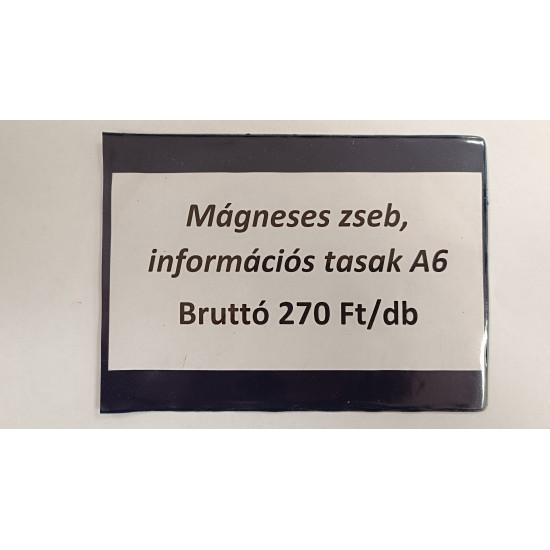 Mágneses zseb,
információs tasak A6
Bruttó 270 Ft/db